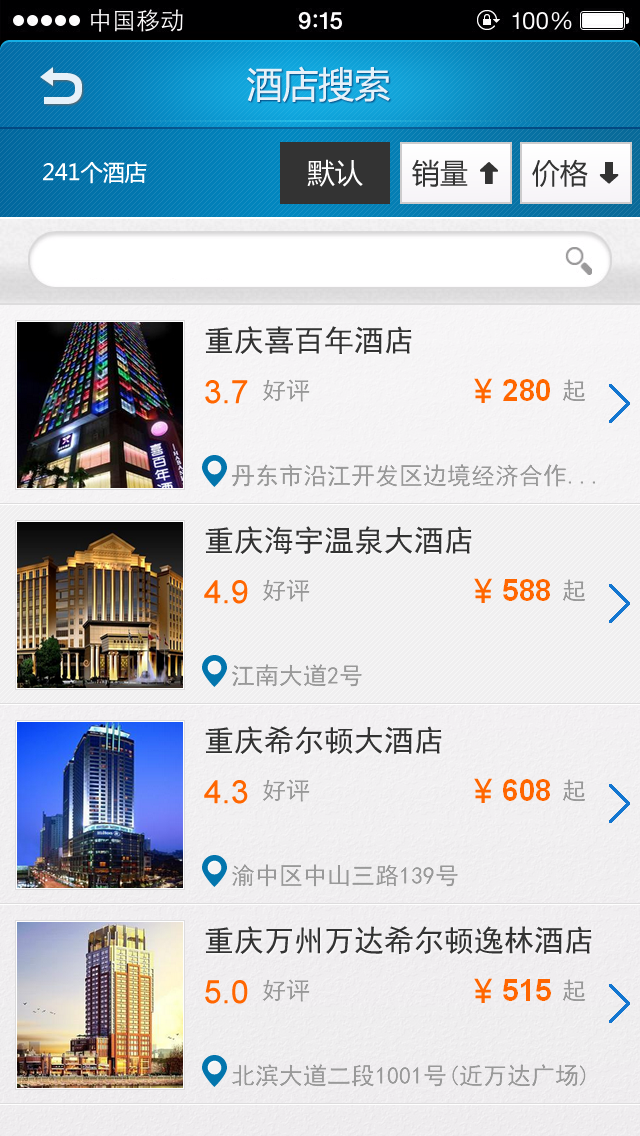 中国移动 9:15 100%
酒店搜索
241个酒店 默认 销量 价格
重庆喜百年酒店
3.7 好评 ¥ 280 起
喜百年酒
丹东市沿江开发区边境经济合作...
重庆海宇温泉大酒店
4.9 好评 ¥ 588 起
江南大道2号
重庆希尔顿大酒店
4.3 好评 ¥ 608 起
渝中区中山三路139号
重庆万州万达希尔顿逸林酒店
5.0 好评 ¥ 515 起
北滨大道二段1001号(近万达广场)